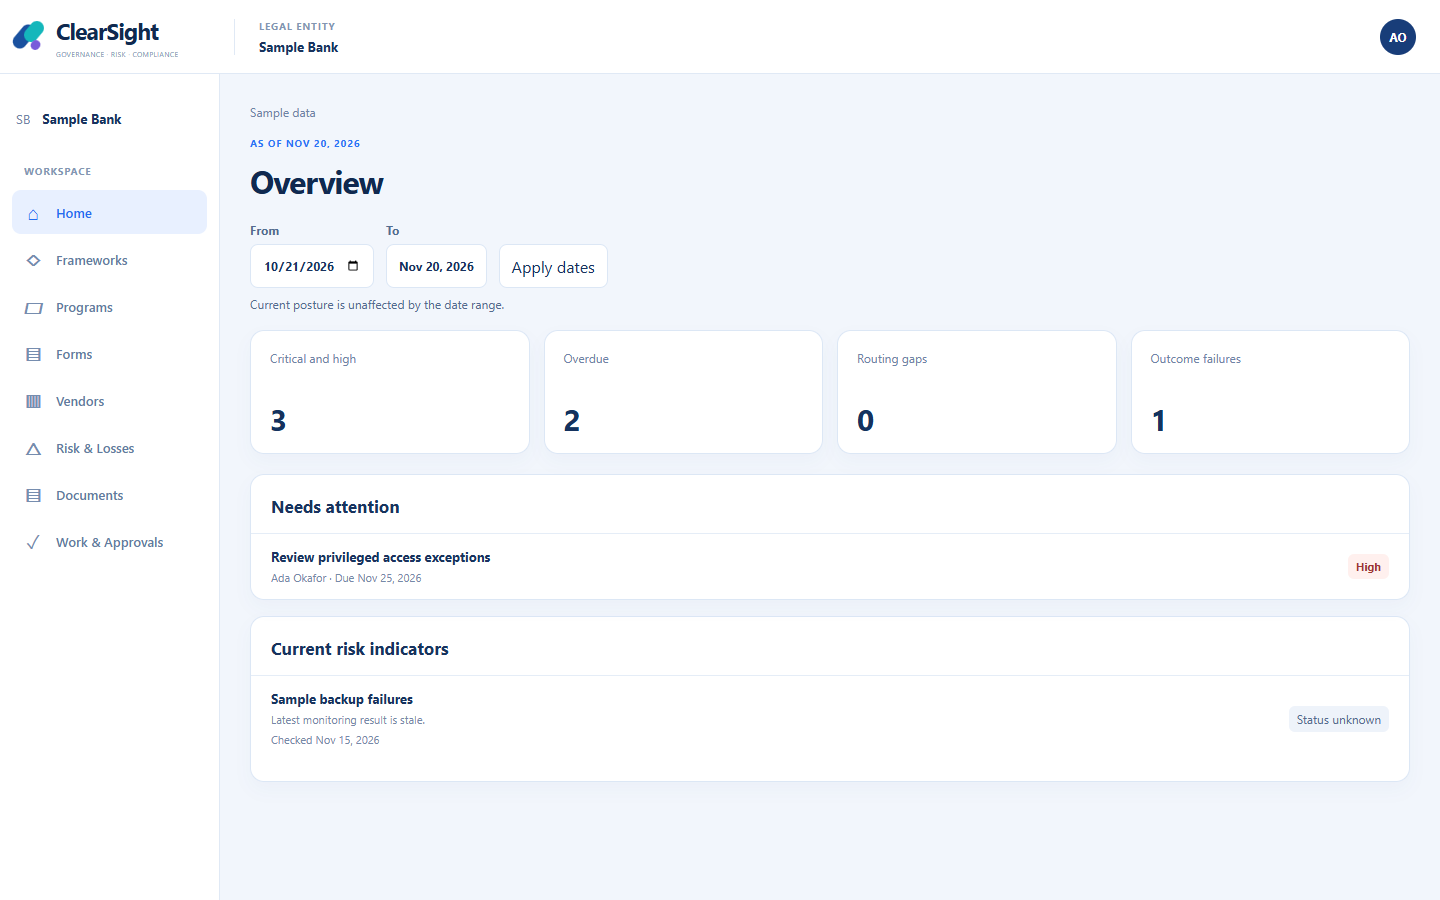 ClearSight
GOVERNANCE · RISK · COMPLIANCE
LEGAL ENTITY
Sample Bank
AO
SB Sample Bank
WORKSPACE
Home
Frameworks
Programs
Forms
Vendors
Risk & Losses
Documents
Work & Approvals
Sample data
AS OF NOV 20, 2026
Overview
From To
10/21/2026 Nov 20, 2026 Apply dates
Current posture is unaffected by the date range.
Critical and high Overdue Routing gaps Outcome failures
3 2 0 1
Needs attention
Review privileged access exceptions
Ada Okafor · Due Nov 25, 2026
High
Current risk indicators
Sample backup failures
Latest monitoring result is stale.
Status unknown
Checked Nov 15, 2026